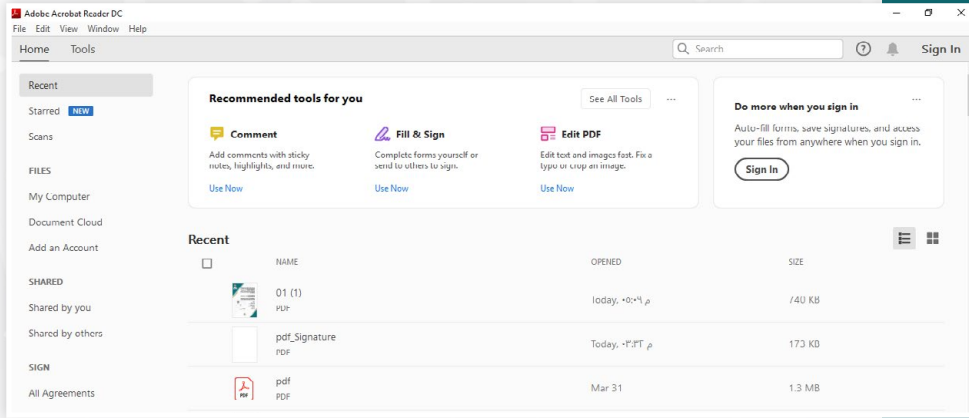 Adobe Acrobat Reader DC
File Edit View Window Help
Home Tools Search Sign In
Recent
Starred NEW
Scans
FILES
My Computer
Document Cloud
Add an Account
SHARED
Shared by you
Shared by others
SIGN
All Agreements
Recommended tools for you
See All Tools
Comment
Add comments with sticky
notes, highlights, and more.
Use Now
Fill & Sign
Complete forms yourself or
send to others to sign.
Use Now
Edit PDF
Edit text and images fast. Fix a
typo or crop an image.
Use Now
Do more when you sign in
Auto-fill forms, save signatures, and access
your files from anywhere when you sign in.
Sign In
Recent
NAME OPENED SIZE
01 (1)
PDF
Today, ٠٥:٠٩ م
740 KB
pdf_Signature
PDF
Today, ٠٣:٣٢ م
173 KB
pdf
PDF
Mar 31
1.3 MB